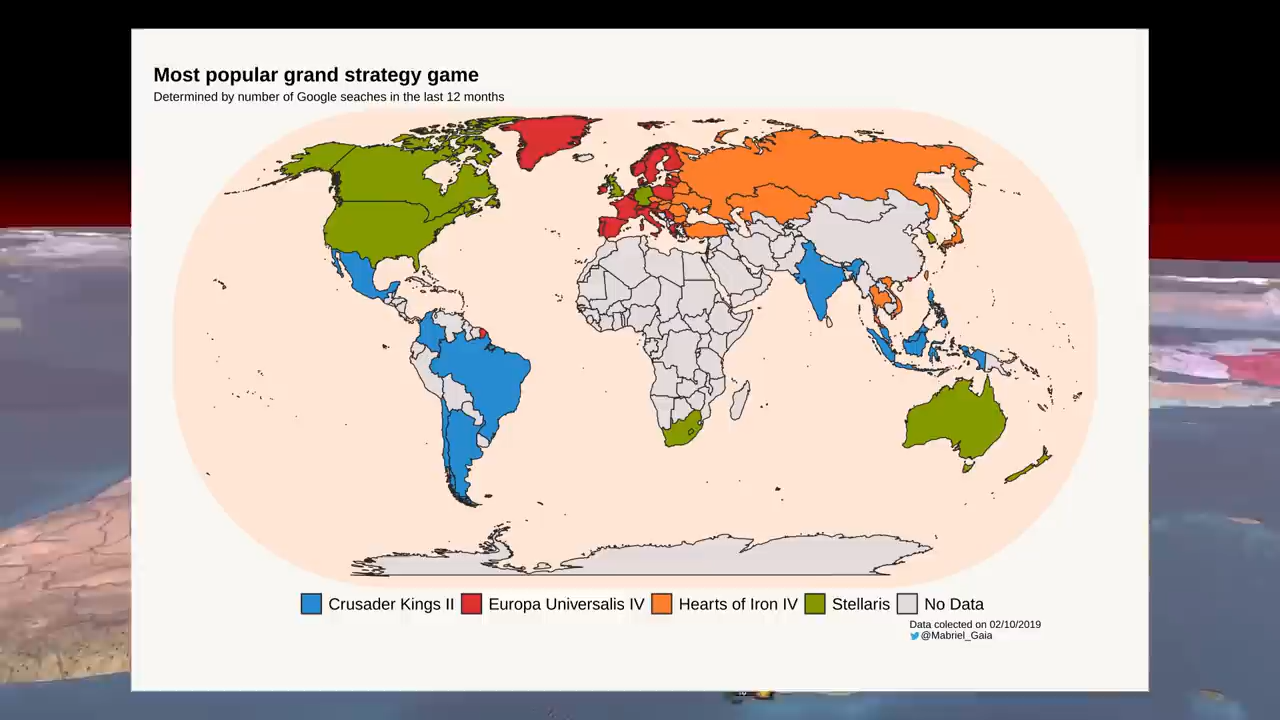 Most popular grand strategy game
Determined by number of Google seaches in the last 12 months
Crusader Kings II Europa Universalis IV Hearts of Iron IV Stellaris No Data
Data colected on 02/10/2019
@Mabriel_Gaia